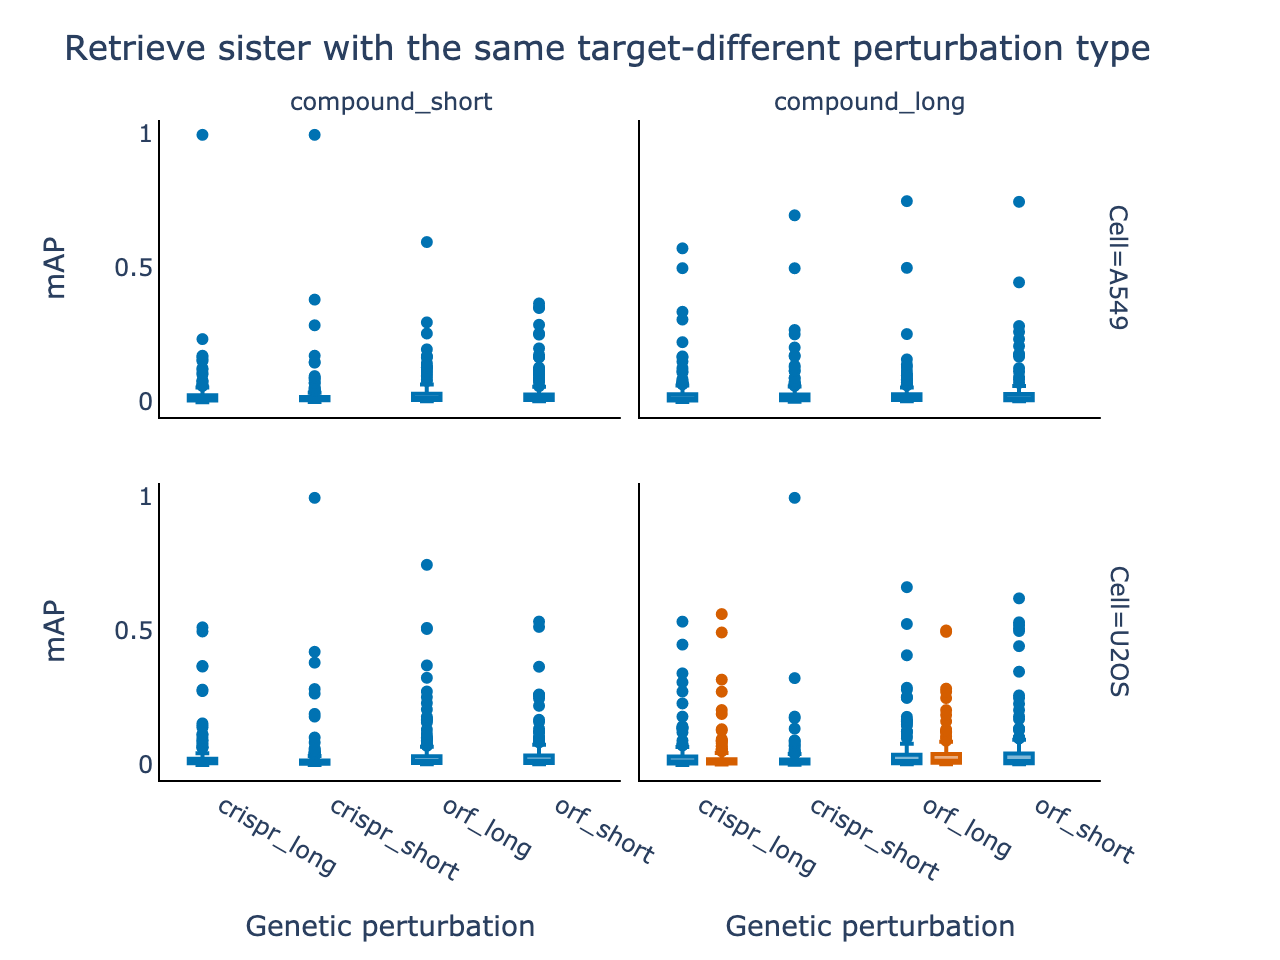 Retrieve sister with the same target-different perturbation type
compound_short
compound_long
1
0.5
0
mAP
Cell=A549
1
0.5
0
mAP
Cell=U2OS
crispr_long
crispr_short
orf_long
orf_short
crispr_long
crispr_short
orf_long
orf_short
Genetic perturbation
Genetic perturbation